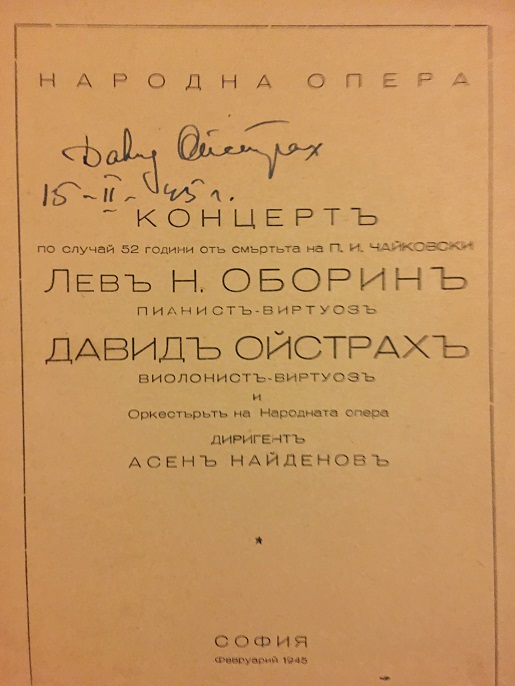 НАРОДНА ОПЕРА
Давид Ойстрах
15-II-45 г.
КОНЦЕРТЪ
ПО СЛУЧАЙ 52 ГОДИНИ ОТЪ СМЪРТЬТА НА П. И. ЧАЙКОВСКИ
ЛЕВЪ Н. ОБОРИНЪ
ПИАНИСТЪ-ВИРТУОЗЪ
ДАВИДЪ ОЙСТРАХЪ
ВИОЛОНИСТЪ-ВИРТУОЗЪ
И
Оркестърътъ на Народната опера
ДИРИГЕНТЪ
АСЕНЪ НАЙДЕНОВЪ
СОФИЯ
Февруарий 1945